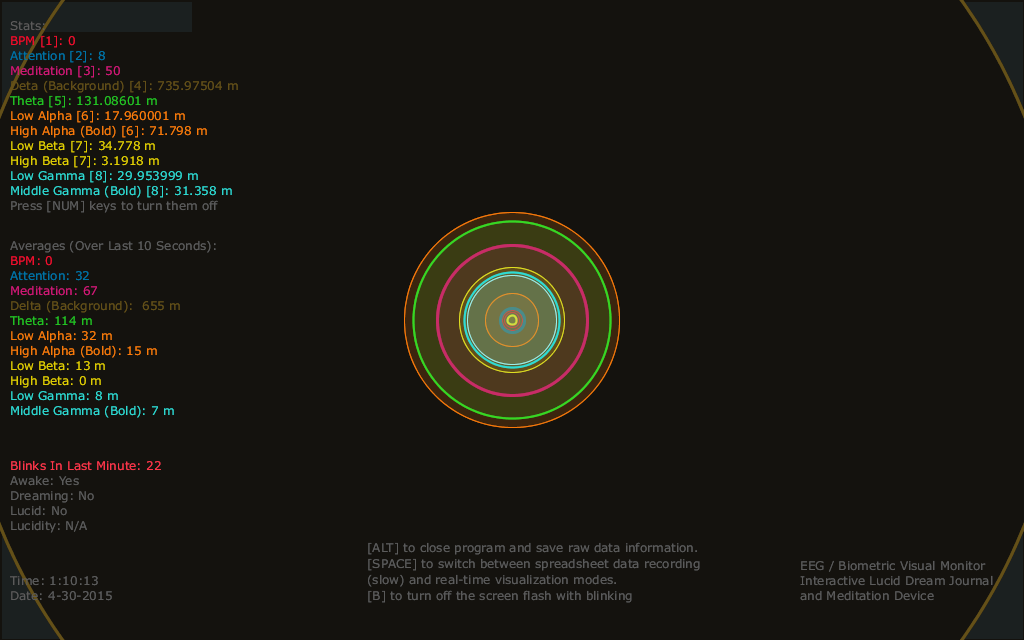 Stats:
BPM [1]: 0
Attention [2]: 8
Meditation [3]: 50
Deta (Background) [4]: 735.97504 m
Theta [5]: 131.08601 m
Low Alpha [6]: 17.960001 m
High Alpha (Bold) [6]: 71.798 m
Low Beta [7]: 34.778 m
High Beta [7]: 3.1918 m
Low Gamma [8]: 29.953999 m
Middle Gamma (Bold) [8]: 31.358 m
Press [NUM] keys to turn them off
Averages (Over Last 10 Seconds):
BPM: 0
Attention: 32
Meditation: 67
Delta (Background):  655 m
Theta: 114 m
Low Alpha: 32 m
High Alpha (Bold): 15 m
Low Beta: 13 m
High Beta: 0 m
Low Gamma: 8 m
Middle Gamma (Bold): 7 m
Blinks In Last Minute: 22
Awake: Yes
Dreaming: No
Lucid: No
Lucidity: N/A
Time: 1:10:13
Date: 4-30-2015
[ALT] to close program and save raw data information.
[SPACE] to switch between spreadsheet data recording
(slow) and real-time visualization modes.
[B] to turn off the screen flash with blinking
EEG / Biometric Visual Monitor
Interactive Lucid Dream Journal
and Meditation Device